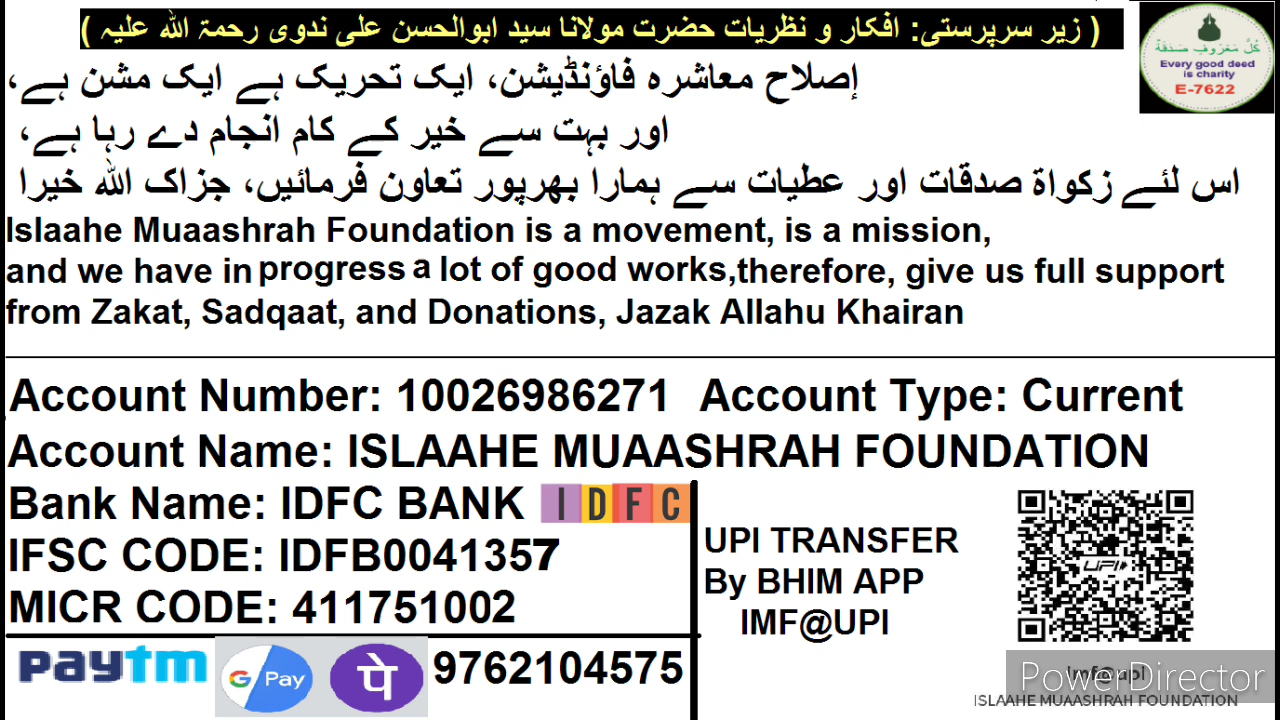 ( زیر سرپرستی: افکار و نظریات حضرت مولانا سید ابوالحسن علی ندوی رحمۃ اللہ علیہ )
كُلُّ مَعْرُوفٍ صَدَقَةٌ
Every good deed
is charity
E-7622
إصلاح معاشرہ فاؤنڈیشن، ایک تحریک ہے ایک مشن ہے،
اور بہت سے خیر کے کام انجام دے رہا ہے،
اس لئے زکواة صدقات اور عطیات سے ہمارا بھرپور تعاون فرمائیں، جزاک اللہ خیرا
Islaahe Muaashrah Foundation is a movement, is a mission,
and we have in progress a lot of good works,therefore, give us full support
from Zakat, Sadqaat, and Donations, Jazak Allahu Khairan
Account Number: 10026986271 Account Type: Current
Account Name: ISLAAHE MUAASHRAH FOUNDATION
Bank Name: IDFC BANK IDFC
IFSC CODE: IDFB0041357
MICR CODE: 411751002
UPI TRANSFER
By BHIM APP
IMF@UPI
UPI
paytm G Pay पे 9762104575
imf@upi
PowerDirector
ISLAAHE MUAASHRAH FOUNDATION